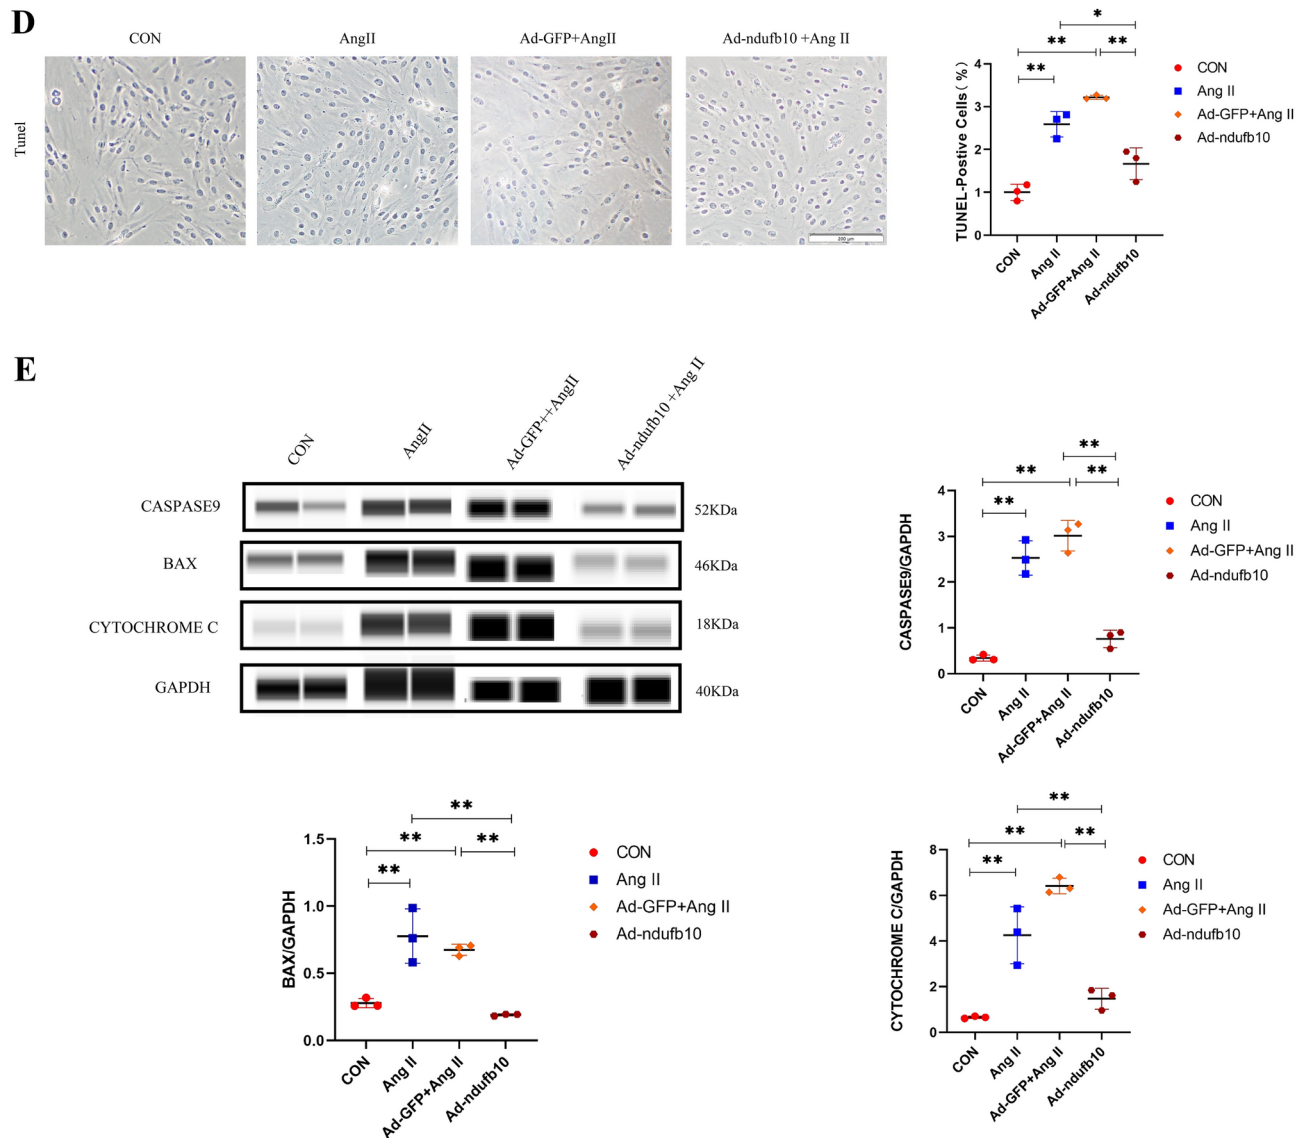 D
CON
AngII
Ad-GFP+AngII
Ad-ndufb10 +Ang II
Tunel
200 μm
* 
** **
**
TUNEL-Postive Cells (%)
4
3
2
1
0
CON
Ang II
Ad-GFP+Ang II
Ad-ndufb10
CON
Ang II
Ad-GFP+Ang II
Ad-ndufb10
E
CON
AngII
Ad-GFP++AngII
Ad-ndufb10 +Ang II
CASPASE9 52KDa
BAX 46KDa
CYTOCHROME C 18KDa
GAPDH 40KDa
**
** **
**
CASPASE9/GAPDH
4
3
2
1
0
CON
Ang II
Ad-GFP+Ang II
Ad-ndufb10
CON
Ang II
Ad-GFP+Ang II
Ad-ndufb10
**
** **
**
BAX/GAPDH
1.5
1.0
0.5
0.0
CON
Ang II
Ad-GFP+Ang II
Ad-ndufb10
CON
Ang II
Ad-GFP+Ang II
Ad-ndufb10
**
** **
**
CYTOCHROME C/GAPDH
8
6
4
2
0
CON
Ang II
Ad-GFP+Ang II
Ad-ndufb10
CON
Ang II
Ad-GFP+Ang II
Ad-ndufb10